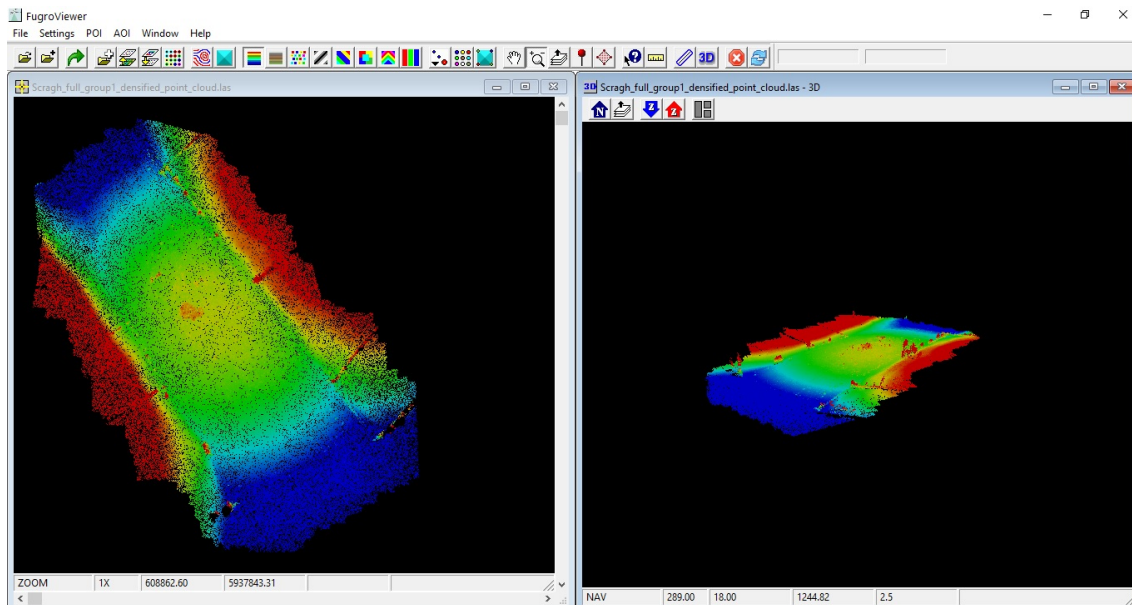 FugroViewer
File Settings POI AOI Window Help
3D
Scragh_full_group1_densified_point_cloud.las
3D Scragh_full_group1_densified_point_cloud.las - 3D
N Z Z
ZOOM 1X 608862.60 5937843.31
NAV 289.00 18.00 1244.82 2.5